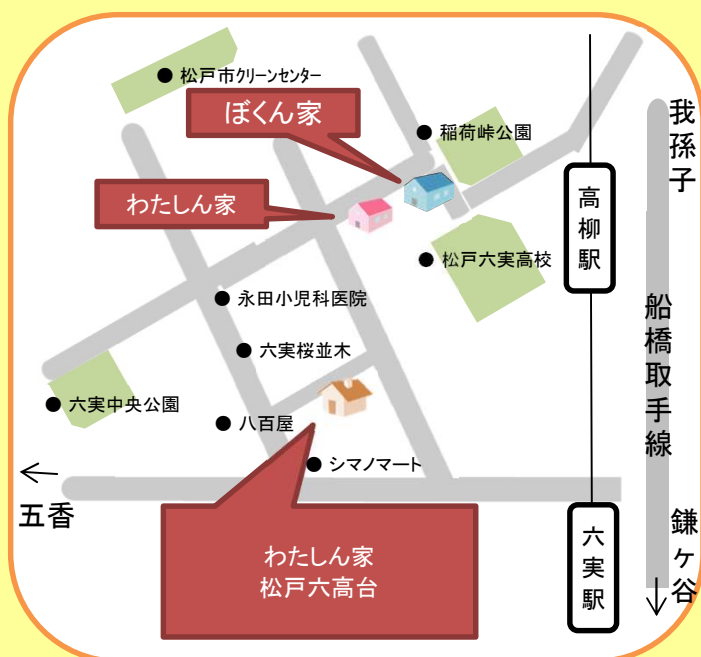 ● 松戸市クリーンセンター
ぼくん家
● 稲荷峠公園
わたしん家
● 松戸六実高校
● 永田小児科医院
● 六実桜並木
● 六実中央公園
● 八百屋
● シマノマート
五香
わたしん家
松戸六高台
高柳駅
六実駅
我孫子
船橋取手線
鎌ヶ谷